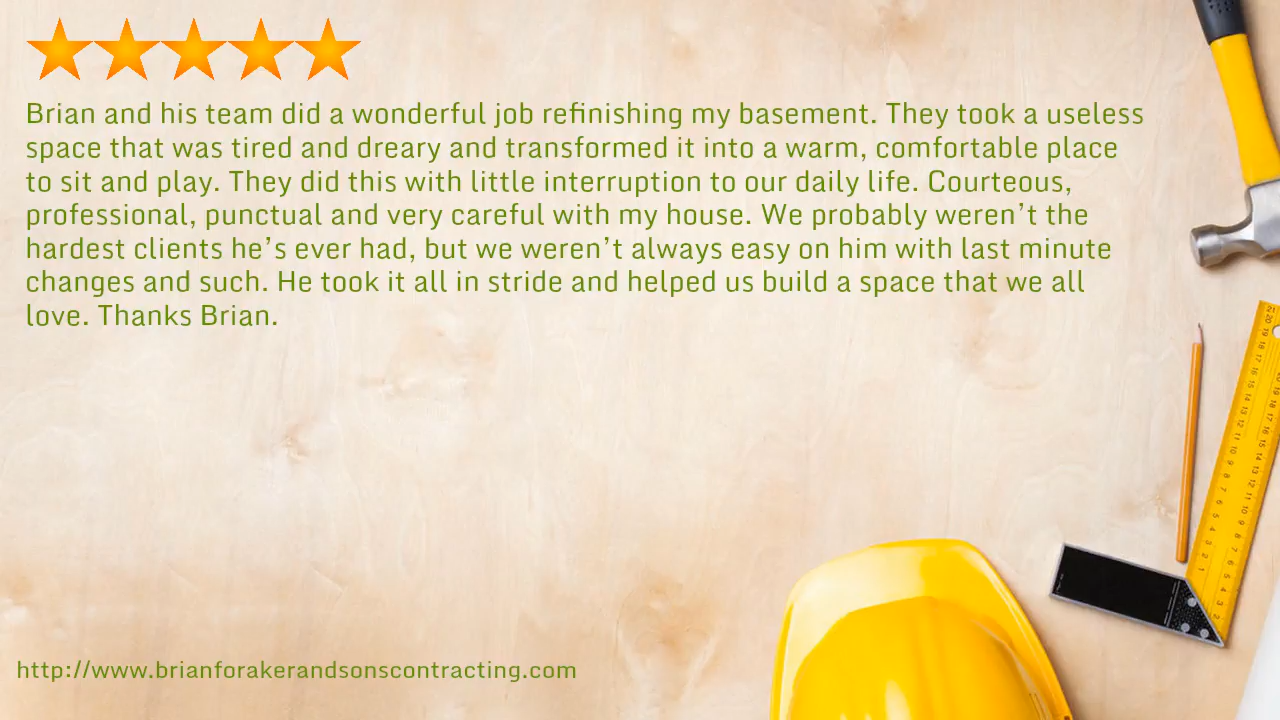 Brian and his team did a wonderful job refinishing my basement. They took a useless
space that was tired and dreary and transformed it into a warm, comfortable place
to sit and play. They did this with little interruption to our daily life. Courteous,
professional, punctual and very careful with my house. We probably weren’t the
hardest clients he’s ever had, but we weren’t always easy on him with last minute
changes and such. He took it all in stride and helped us build a space that we all
love. Thanks Brian.
http://www.brianforakerandsonscontracting.com